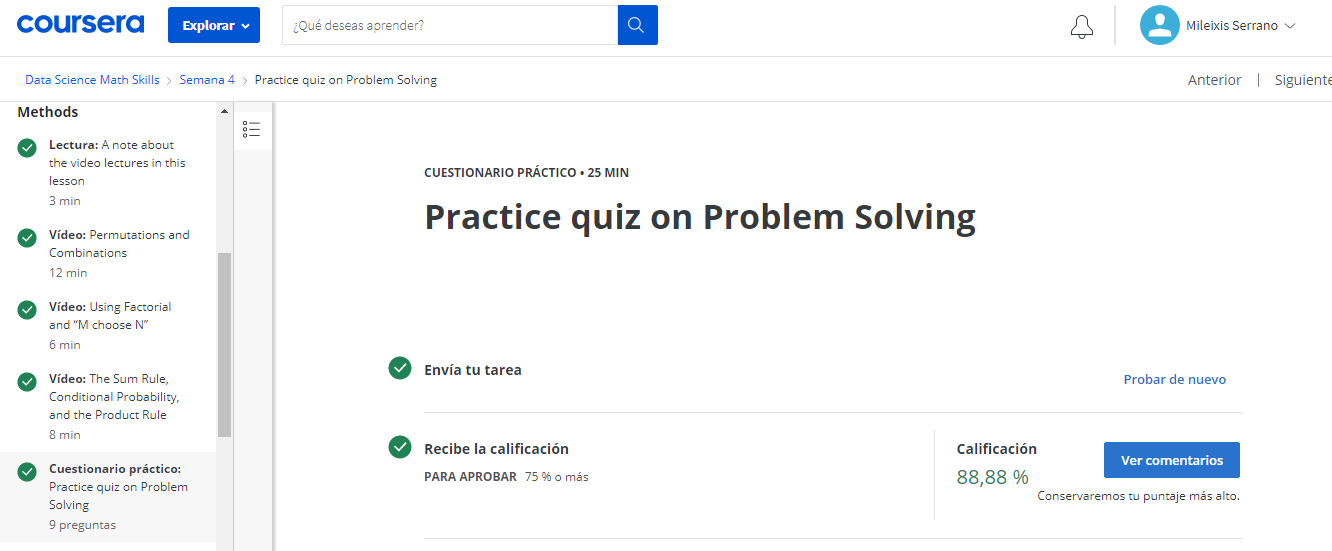 coursera
Explorar
¿Qué deseas aprender?
Mileixis Serrano
Data Science Math Skills > Semana 4 > Practice quiz on Problem Solving
Anterior | Siguiente
Methods
Lectura: A note about
the video lectures in this
lesson
3 min
Vídeo: Permutations and
Combinations
12 min
Vídeo: Using Factorial
and “M choose N”
6 min
Vídeo: The Sum Rule,
Conditional Probability,
and the Product Rule
8 min
Cuestionario práctico:
Practice quiz on Problem
Solving
9 preguntas
CUESTIONARIO PRÁCTICO • 25 MIN
Practice quiz on Problem Solving
Envía tu tarea
Probar de nuevo
Recibe la calificación
PARA APROBAR 75 % o más
Calificación
88,88 %
Ver comentarios
Conservaremos tu puntaje más alto.